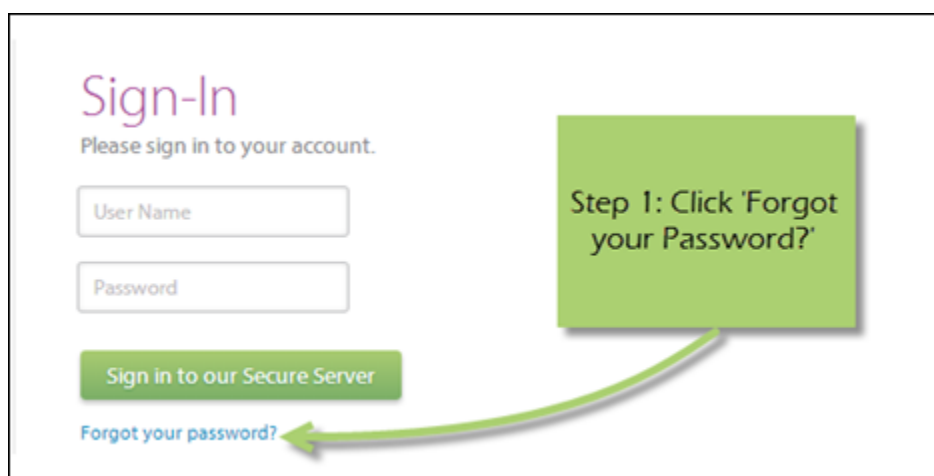 Sign-In
Please sign in to your account.
User Name
Password
Sign in to our Secure Server
Forgot your password?
Step 1: Click 'Forgot
your Password?'